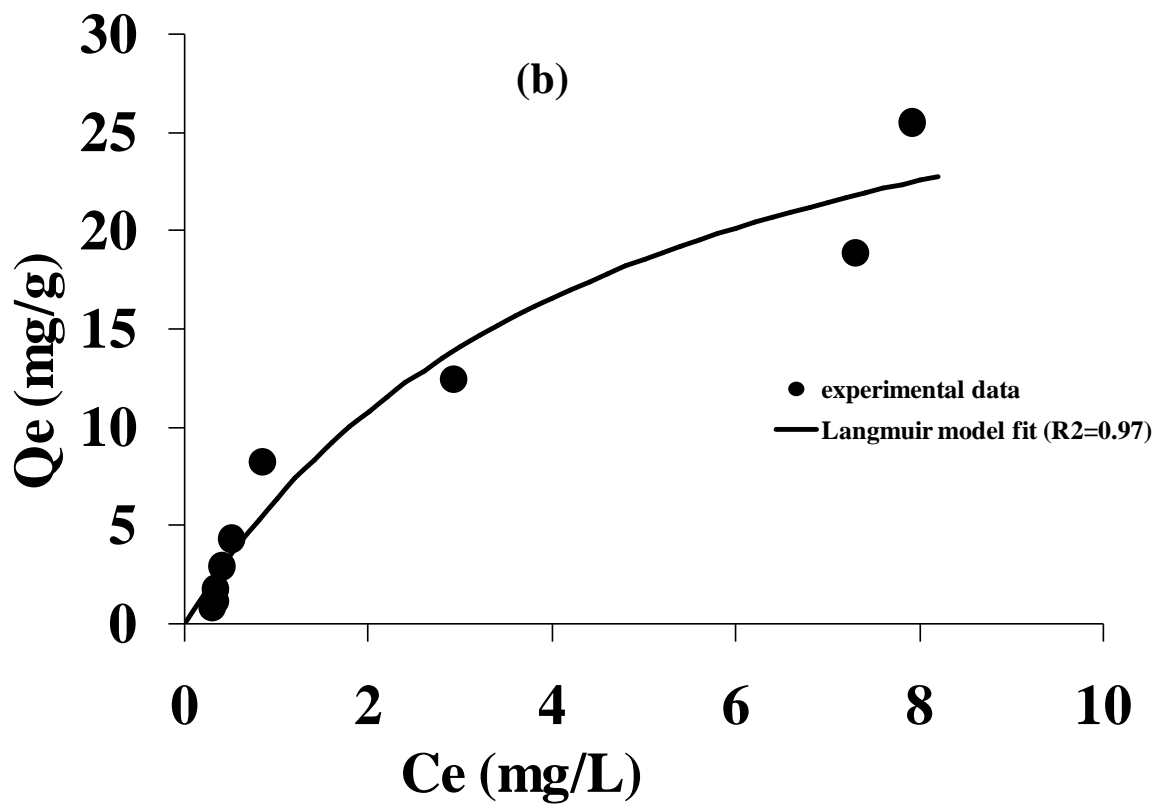 30
(b)
25
20
15
10
5
0
Qe (mg/g)
experimental data
Langmuir model fit (R2=0.97)
0 2 4 6 8 10
Ce (mg/L)